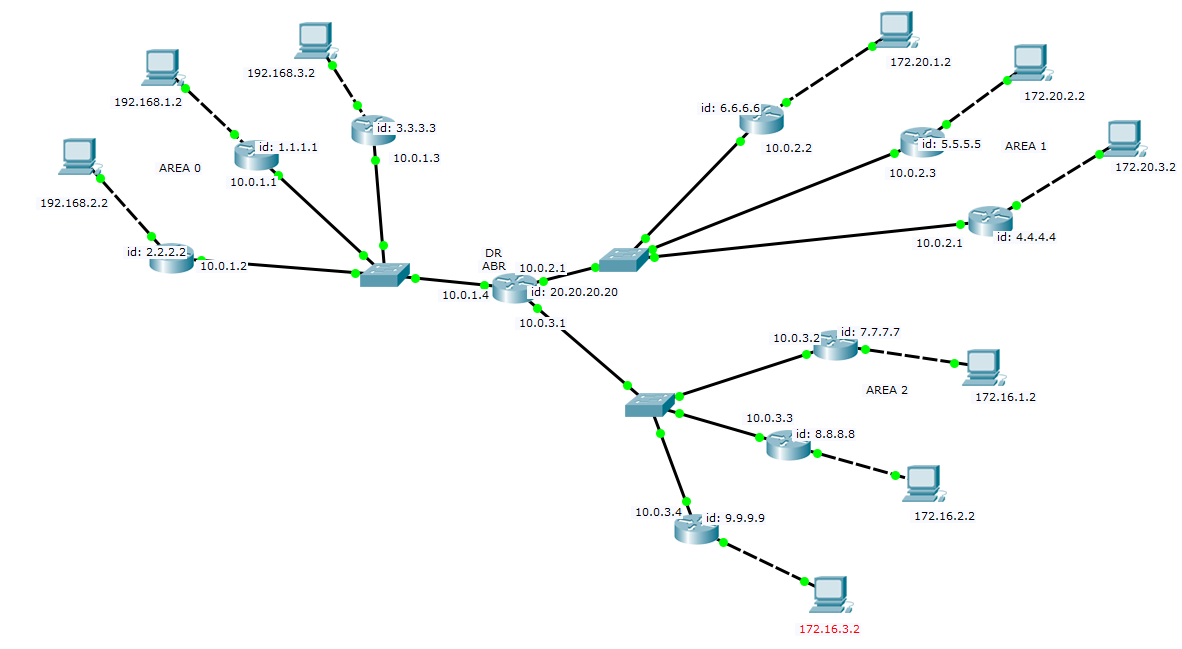 172.20.1.2
192.168.3.2
172.20.2.2
192.168.1.2
id: 6.6.6.6
id: 3.3.3.3
id: 5.5.5.5
AREA 1
id: 1.1.1.1
10.0.2.2
10.0.1.3
172.20.3.2
AREA 0
10.0.2.3
10.0.1.1
192.168.2.2
id: 4.4.4.4
10.0.2.1
id: 2.2.2.2
DR
ABR
10.0.1.2
10.0.2.1
id: 20.20.20.20
10.0.1.4
10.0.3.1
id: 7.7.7.7
10.0.3.2
AREA 2
172.16.1.2
10.0.3.3
id: 8.8.8.8
10.0.3.4
id: 9.9.9.9
172.16.2.2
172.16.3.2